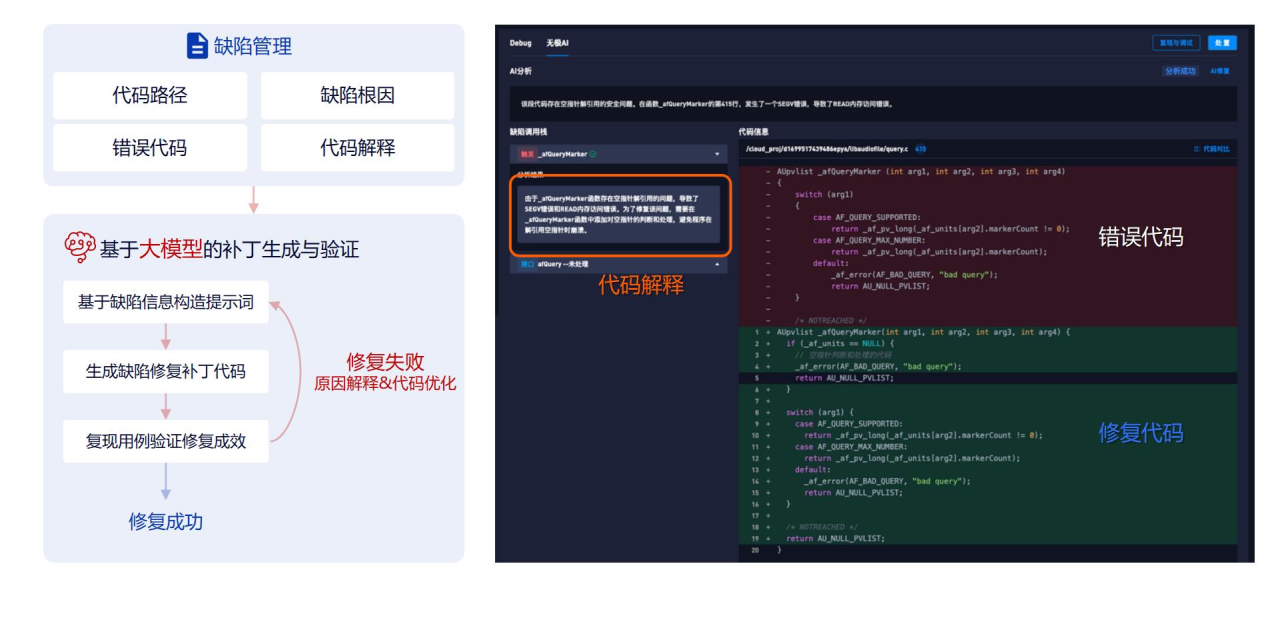 缺陷管理
代码路径
缺陷根因
错误代码
代码解释
基于大模型的补丁生成与验证
基于缺陷信息构造提示词
生成缺陷修复补丁代码
复现用例验证修复成效
修复失败
原因解释&代码优化
修复成功
Debug 无极AI
复现与调试 处置
AI分析
分析成功 AI修复
该段代码存在空指针解引用的安全问题。在函数_afQueryMarker的第415行，发生了一个SEGV错误，导致了READ内存访问错误。
缺陷调用栈
触发 _afQueryMarker
分析结果
由于_afQueryMarker函数存在空指针解引用的问题，导致了
SEGV错误和READ内存访问错误。为了修复该问题，需要在
_afQueryMarker函数中添加对空指针的判断和处理，避免程序在
解引用空指针时崩溃。
接口 afQuery --未处理
代码解释
代码信息
/cloud_proj/d1699517439486epya/libaudiofile/query.c 415
代码对比
- AUpvlist _afQueryMarker (int arg1, int arg2, int arg3, int arg4)
- {
- switch (arg1)
- {
- case AF_QUERY_SUPPORTED:
- return _af_pv_long(_af_units[arg2].markerCount != 0);
- case AF_QUERY_MAX_NUMBER:
- return _af_pv_long(_af_units[arg2].markerCount);
- default:
- _af_error(AF_BAD_QUERY, "bad query");
- return AU_NULL_PVLIST;
- }
-
- /* NOTREACHED */
错误代码
1 + AUpvlist _afQueryMarker(int arg1, int arg2, int arg3, int arg4) {
2 + if (_af_units == NULL) {
3 + // 空指针判断和处理的代码
4 + _af_error(AF_BAD_QUERY, "bad query");
5 return AU_NULL_PVLIST;
6 + }
7 +
8 + switch (arg1) {
9 + case AF_QUERY_SUPPORTED:
10 + return _af_pv_long(_af_units[arg2].markerCount != 0);
11 + case AF_QUERY_MAX_NUMBER:
12 + return _af_pv_long(_af_units[arg2].markerCount);
13 + default:
14 + _af_error(AF_BAD_QUERY, "bad query");
15 + return AU_NULL_PVLIST;
16 + }
17 +
18 + /* NOTREACHED */
19 + return AU_NULL_PVLIST;
20 }
修复代码